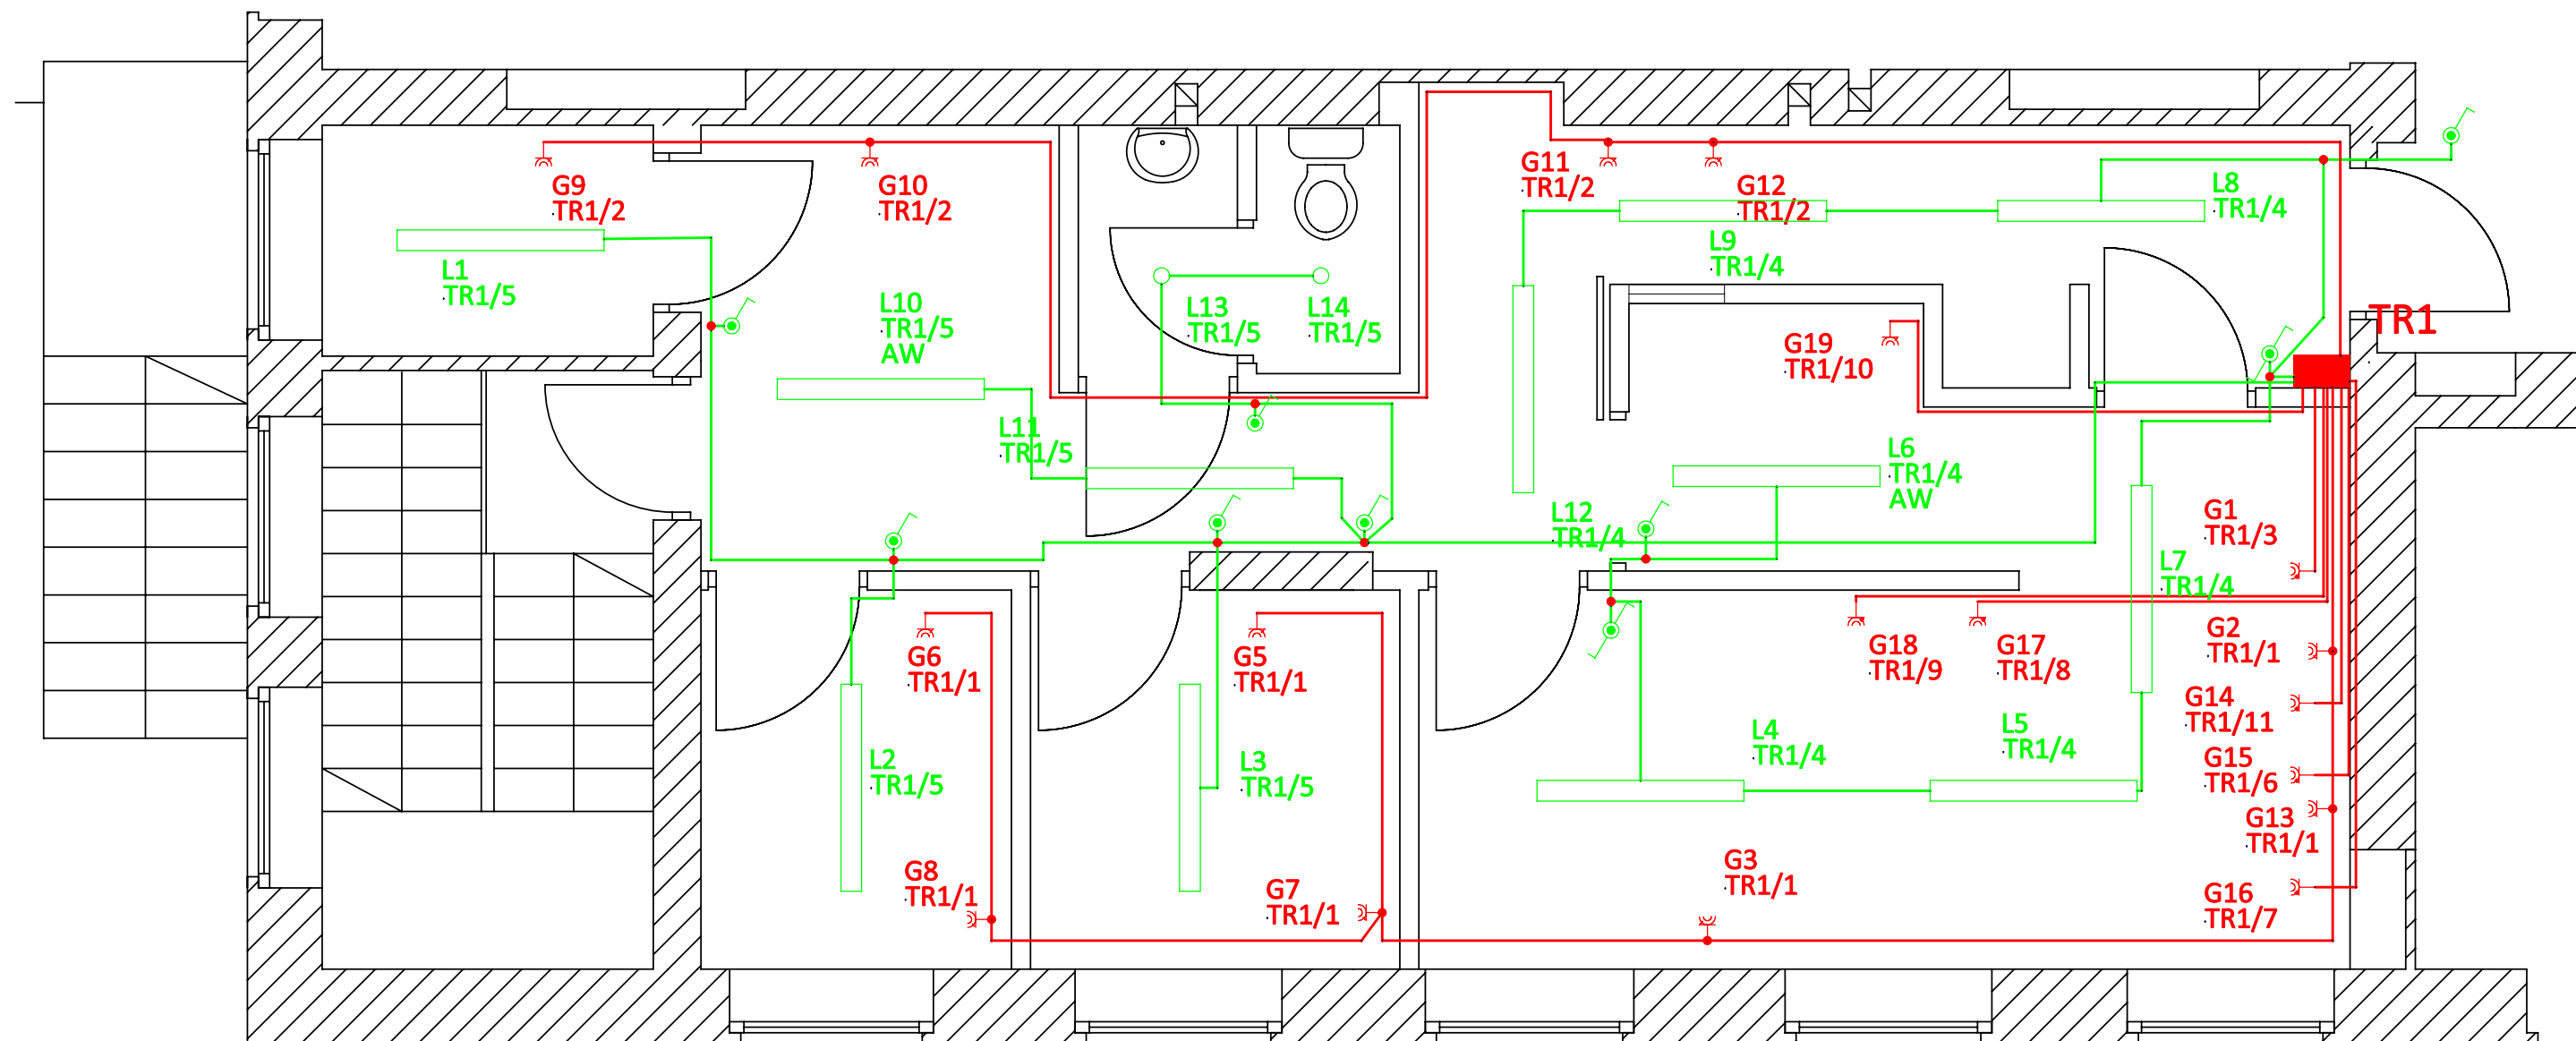 G9
TR1/2
G10
TR1/2
G11
TR1/2
G12
TR1/2
L8
TR1/4
L1
TR1/5
L9
TR1/4
L10
TR1/5
AW
L13
TR1/5
L14
TR1/5
TR1
G19
TR1/10
L11
TR1/5
L6
TR1/4
AW
L12
TR1/4
G1
TR1/3
L7
TR1/4
G6
TR1/1
G5
TR1/1
G18
TR1/9
G17
TR1/8
G2
TR1/1
G14
TR1/11
L2
TR1/5
L3
TR1/5
L4
TR1/4
L5
TR1/4
G15
TR1/6
G13
TR1/1
G8
TR1/1
G7
TR1/1
G3
TR1/1
G16
TR1/7